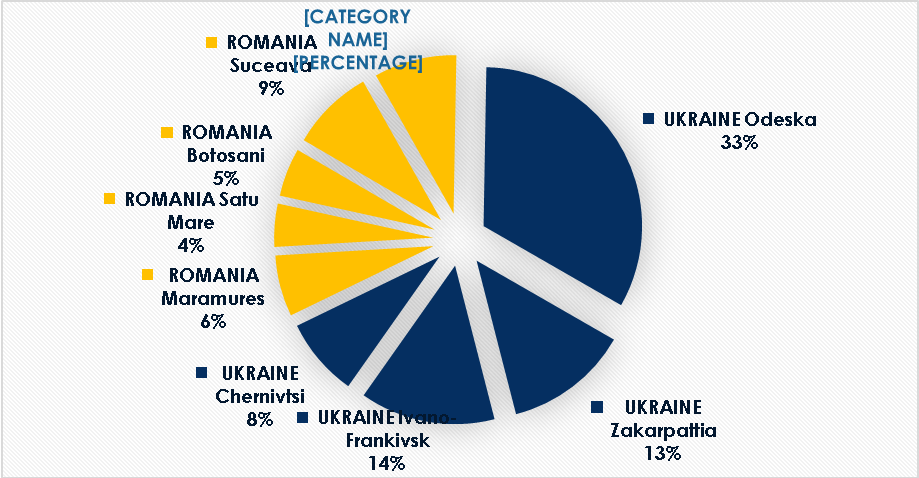 [CATEGORY
NAME]
[PERCENTAGE]
ROMANIA
Suceava
9%
UKRAINE Odeska
33%
ROMANIA
Botosani
5%
ROMANIA Satu
Mare
4%
ROMANIA
Maramures
6%
UKRAINE
Chernivtsi
8%
UKRAINE Ivano-
Frankivsk
14%
UKRAINE
Zakarpattia
13%